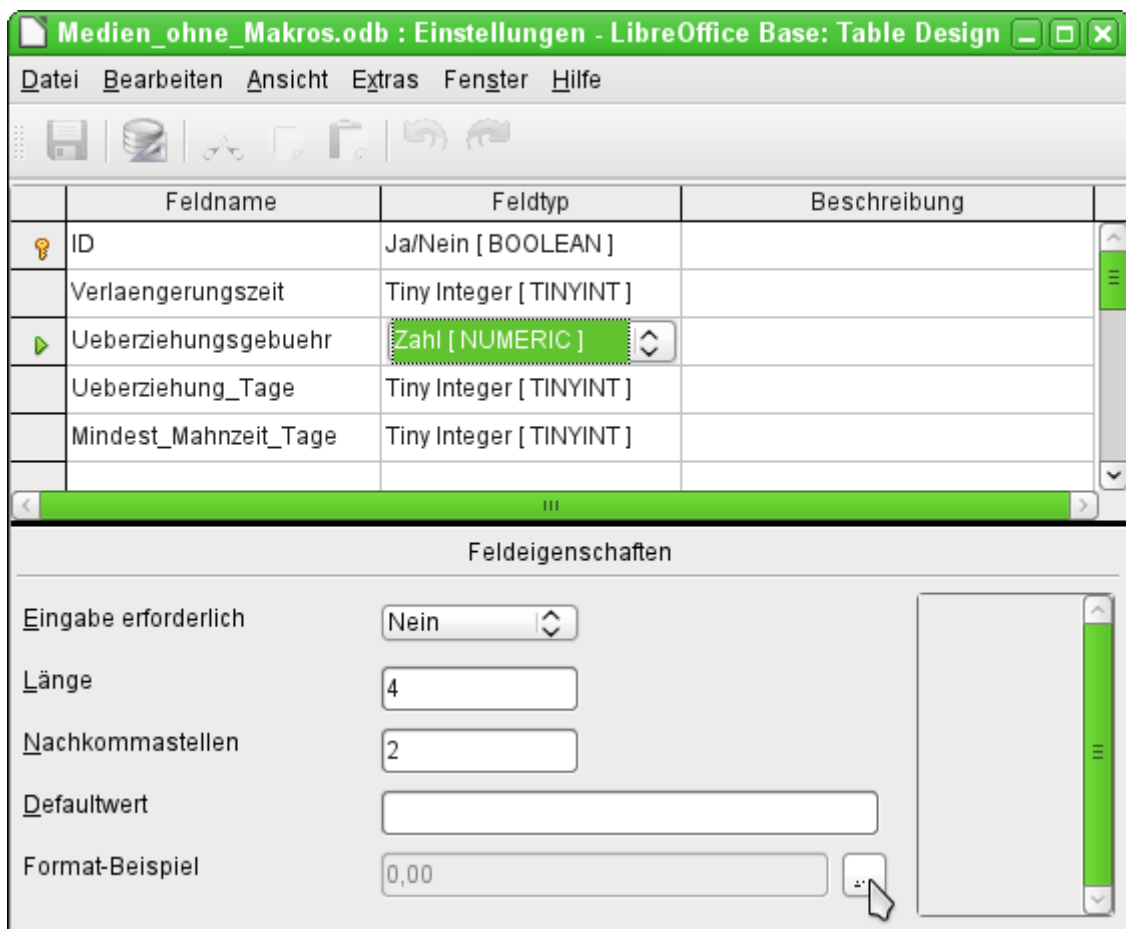 Medien_ohne_Makros.odb : Einstellungen - LibreOffice Base: Table Design
Datei Bearbeiten Ansicht Extras Fenster Hilfe
Feldname Feldtyp Beschreibung
ID Ja/Nein [ BOOLEAN ]
Verlaengerungszeit Tiny Integer [ TINYINT ]
Ueberziehungsgebuehr Zahl [ NUMERIC ]
Ueberziehung_Tage Tiny Integer [ TINYINT ]
Mindest_Mahnzeit_Tage Tiny Integer [ TINYINT ]
Feldeigenschaften
Eingabe erforderlich Nein
Länge 4
Nachkommastellen 2
Defaultwert
Format-Beispiel 0,00 ...